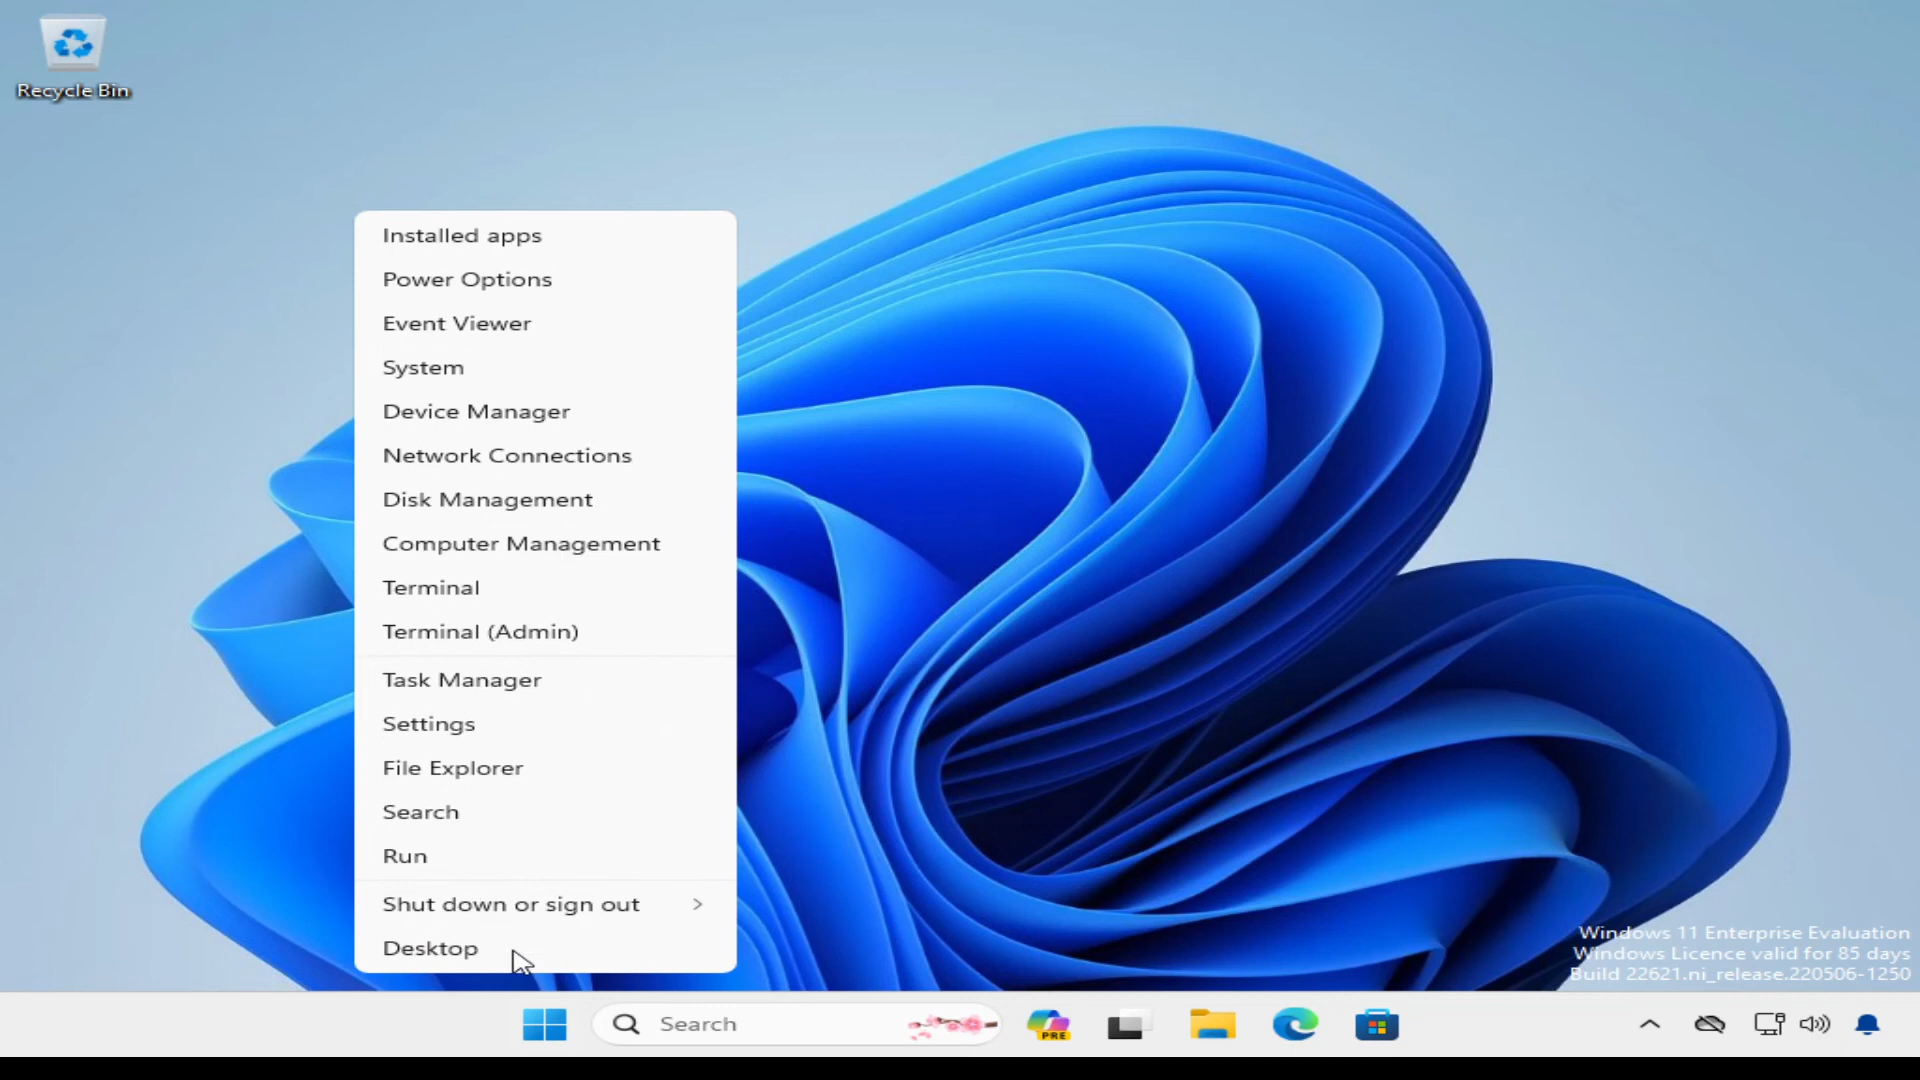 Recycle Bin
Installed apps
Power Options
Event Viewer
System
Device Manager
Network Connections
Disk Management
Computer Management
Terminal
Terminal (Admin)
Task Manager
Settings
File Explorer
Search
Run
Shut down or sign out
Desktop
Windows 11 Enterprise Evaluation
Windows Licence valid for 85 days
Build 22621.ni_release.220506-1250
Search
PRE